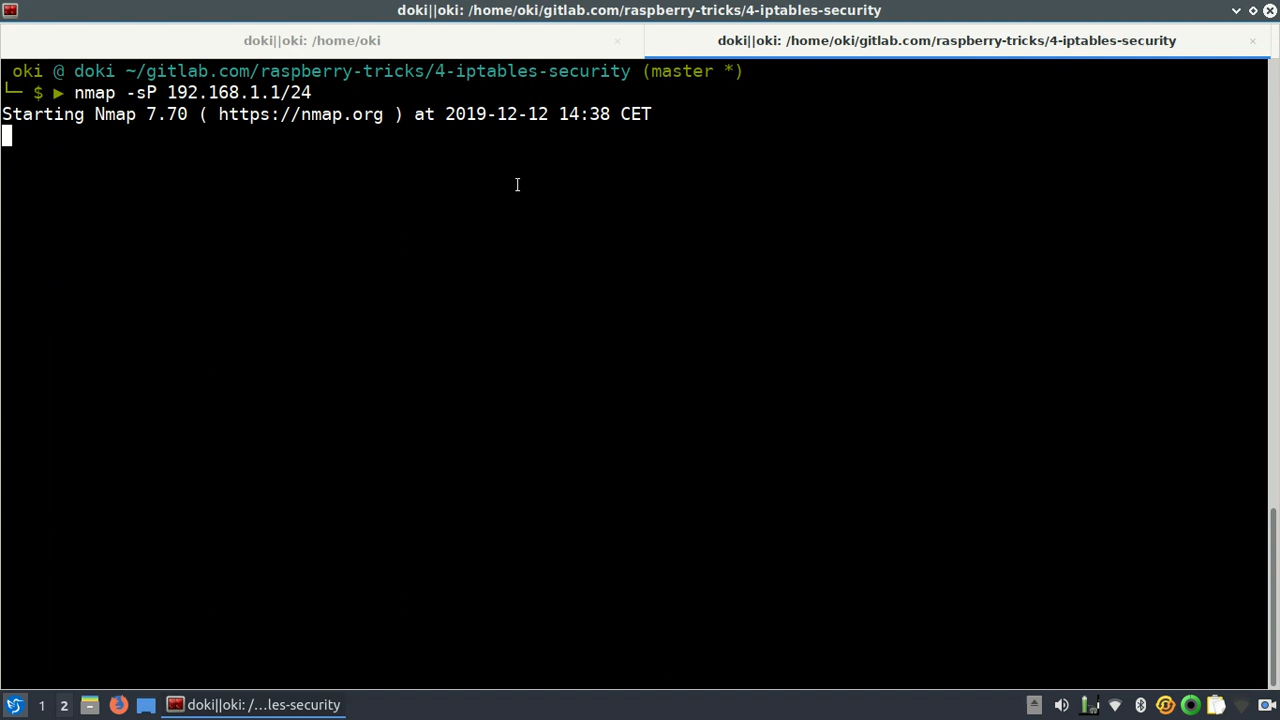 doki||oki: /home/oki/gitlab.com/raspberry-tricks/4-iptables-security
doki||oki: /home/oki
doki||oki: /home/oki/gitlab.com/raspberry-tricks/4-iptables-security
oki @ doki ~/gitlab.com/raspberry-tricks/4-iptables-security (master *)
└─ $ ▶ nmap -sP 192.168.1.1/24
Starting Nmap 7.70 ( https://nmap.org ) at 2019-12-12 14:38 CET
1 2 doki||oki: /...les-security